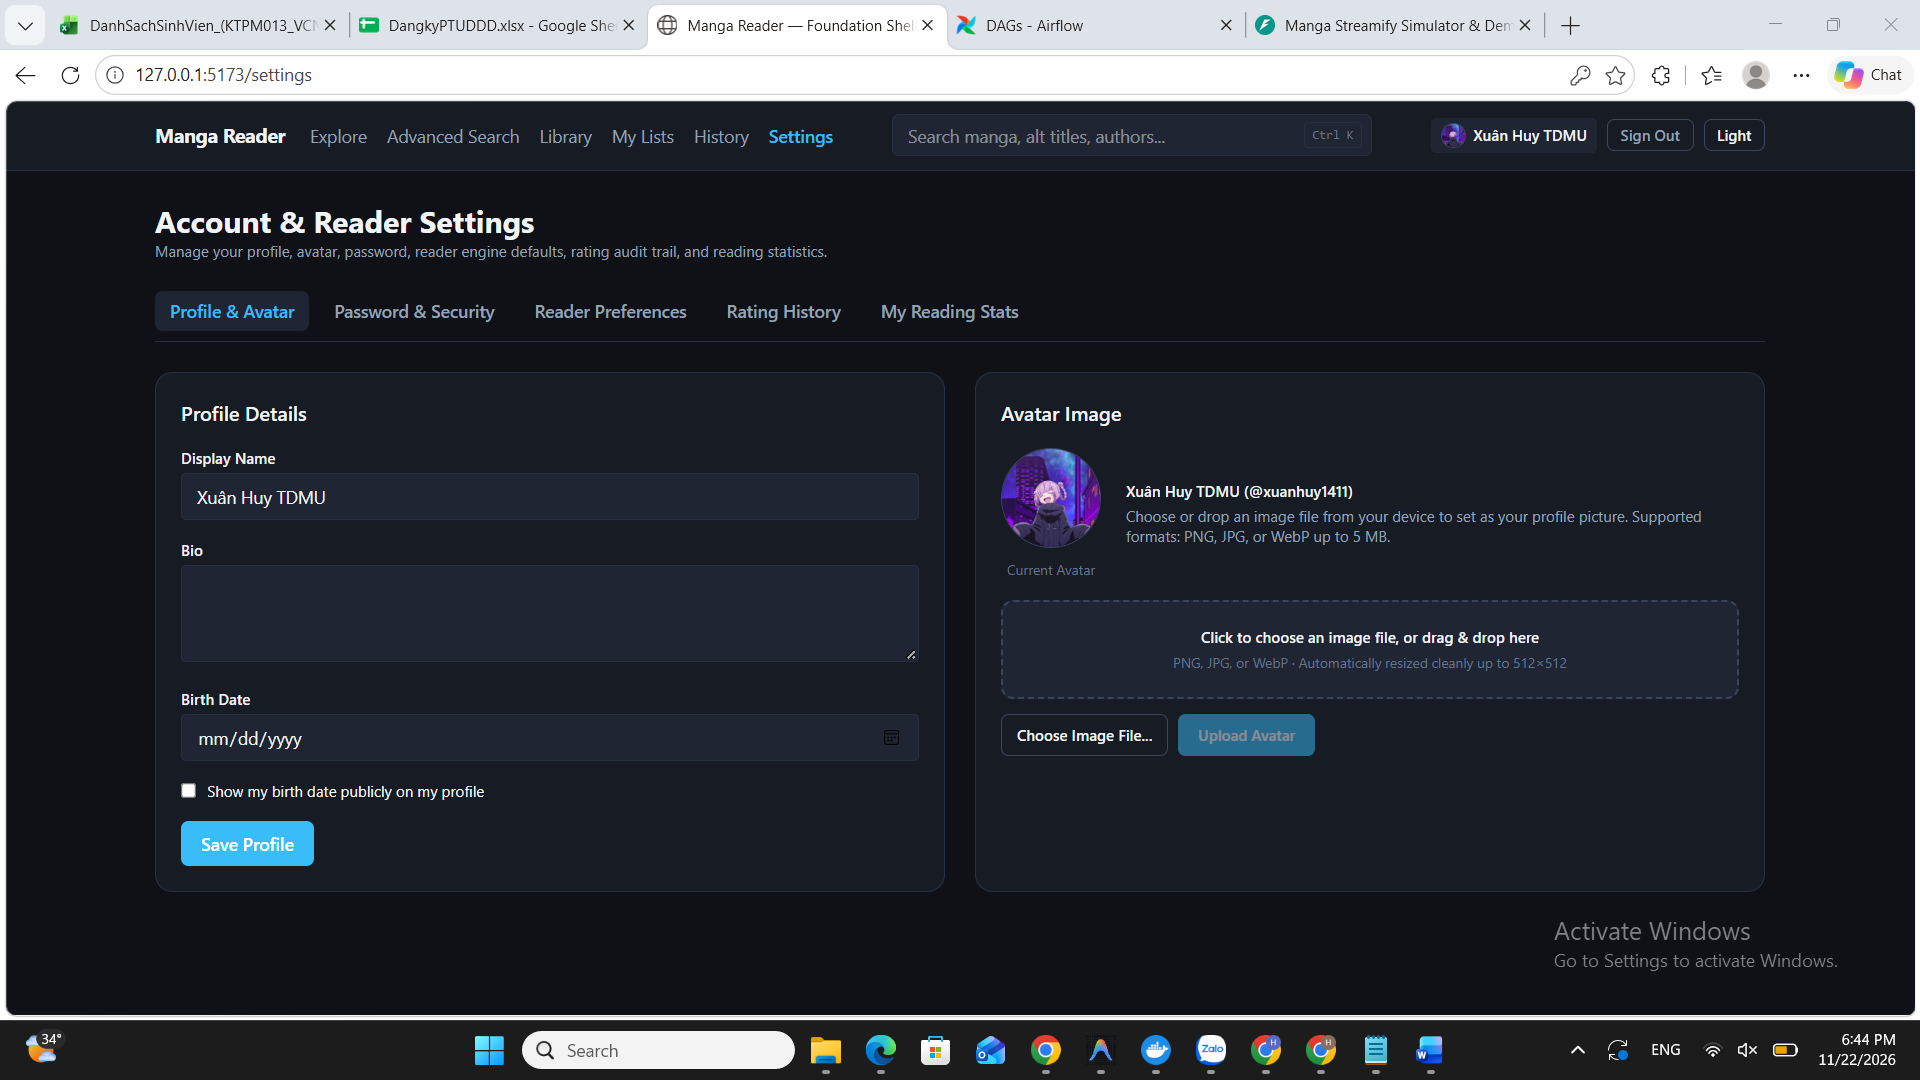 DanhSachSinhVien_(KTPM013_VCN
DangkyPTUDDD.xlsx - Google She
Manga Reader — Foundation Shel
DAGs - Airflow
Manga Streamify Simulator & Dem
127.0.0.1:5173/settings
Chat
Manga Reader
Explore
Advanced Search
Library
My Lists
History
Settings
Search manga, alt titles, authors...
Ctrl K
Xuân Huy TDMU
Sign Out
Light
Account & Reader Settings
Manage your profile, avatar, password, reader engine defaults, rating audit trail, and reading statistics.
Profile & Avatar
Password & Security
Reader Preferences
Rating History
My Reading Stats
Profile Details
Display Name
Xuân Huy TDMU
Bio
Birth Date
mm/dd/yyyy
Show my birth date publicly on my profile
Save Profile
Avatar Image
Xuân Huy TDMU (@xuanhuy1411)
Choose or drop an image file from your device to set as your profile picture. Supported
formats: PNG, JPG, or WebP up to 5 MB.
Current Avatar
Click to choose an image file, or drag & drop here
PNG, JPG, or WebP · Automatically resized cleanly up to 512×512
Choose Image File...
Upload Avatar
Activate Windows
Go to Settings to activate Windows.
34°
Search
Zalo
ENG
6:44 PM
11/22/2026